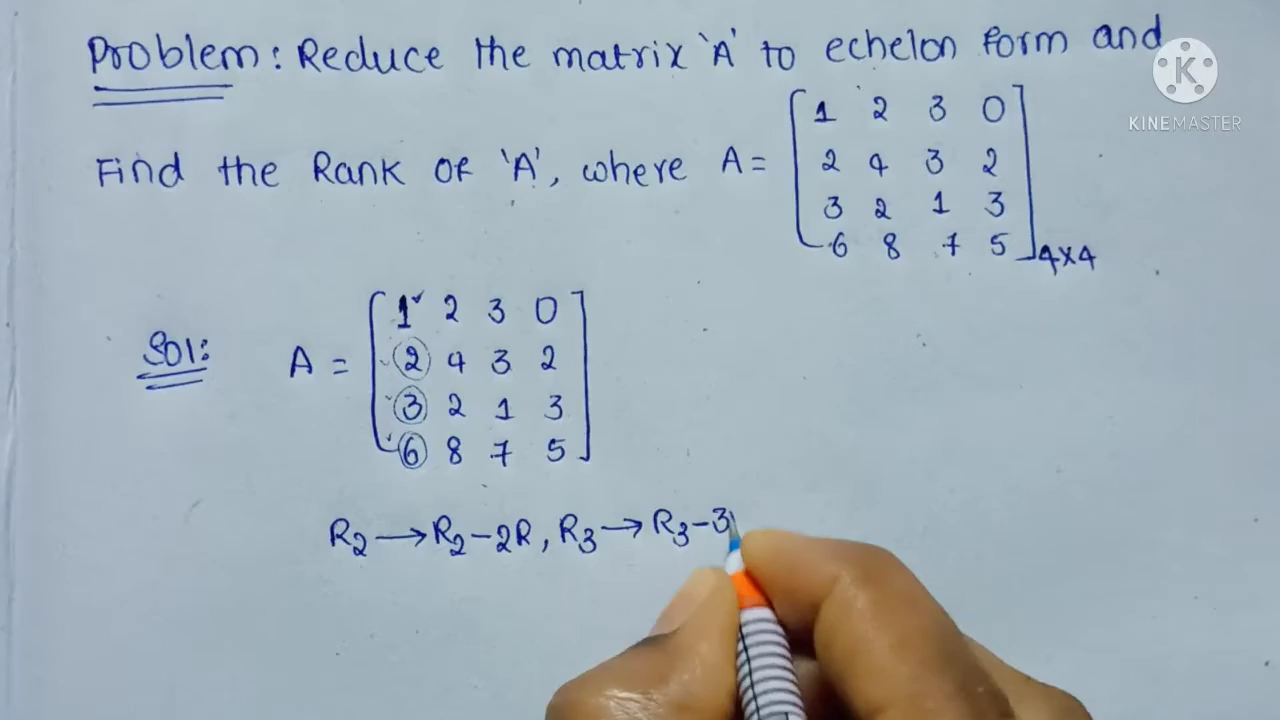 Problem: Reduce the matrix 'A' to echelon form and
K
KINEMASTER
Find the Rank of 'A', where A=
1 2 3 0
2 4 3 2
3 2 1 3
6 8 7 5
4×4
Sol:
A =
1 2 3 0
2 4 3 2
3 2 1 3
6 8 7 5
R2 → R2 - 2R, R3 → R3 - 3